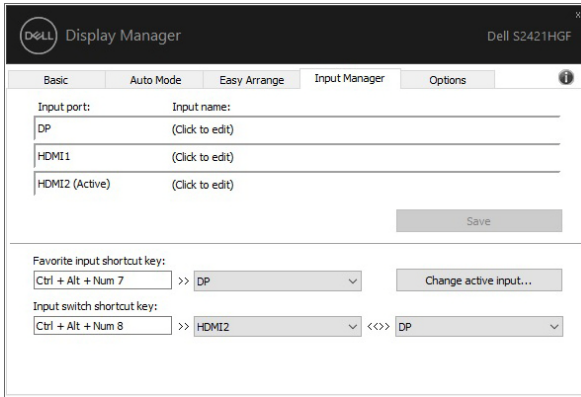 DELL Display Manager Dell S2421HGF x
Basic Auto Mode Easy Arrange Input Manager Options i
Input port: Input name:
DP (Click to edit)
HDMI1 (Click to edit)
HDMI2 (Active) (Click to edit)
Save
Favorite input shortcut key:
Ctrl + Alt + Num 7 >> DP Change active input...
Input switch shortcut key:
Ctrl + Alt + Num 8 >> HDMI2 <<>> DP